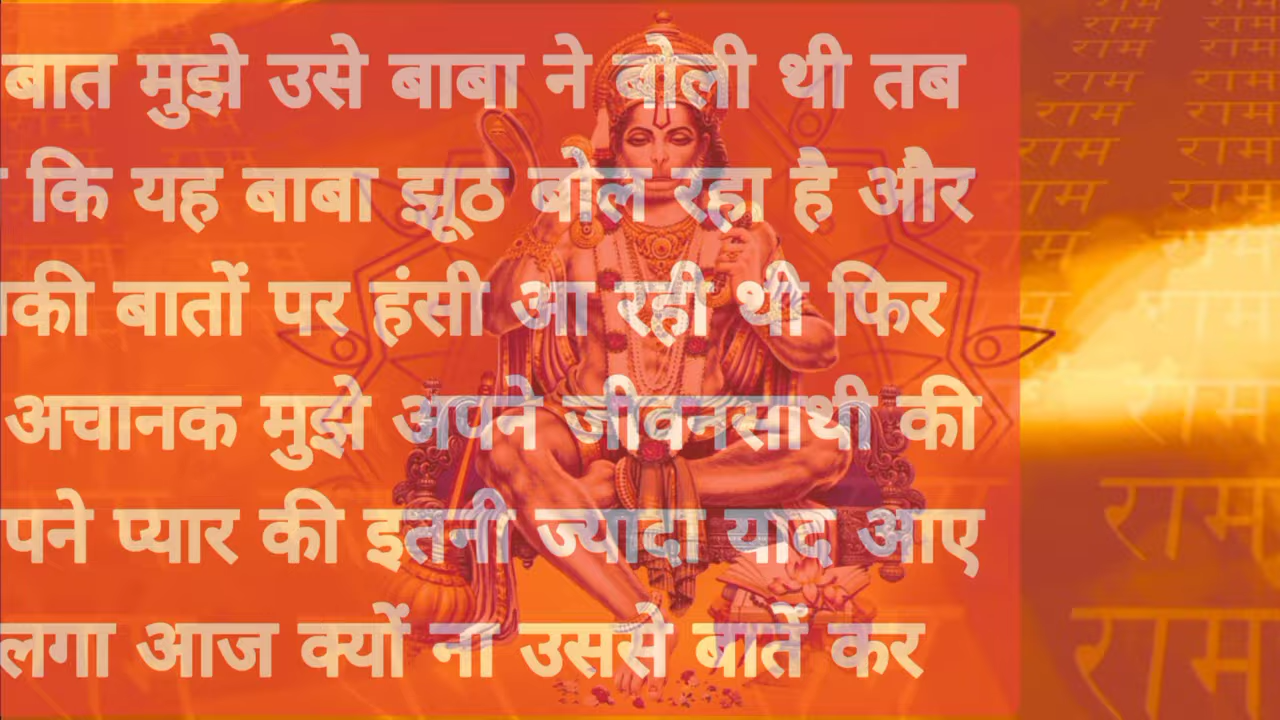 बात मुझे उसे बाबा ने बोली थी तब
कि यह बाबा झूठ बोल रहा है और
की बातों पर हंसी आ रही थी फिर
अचानक मुझे अपने जीवनसाथी की
पने प्यार की इतनी ज्यादा याद आए
लगा आज क्यों ना उससे बातें कर
राम राम
राम राम
राम राम
राम राम
राम राम
राम राम
राम राम
राम
राम